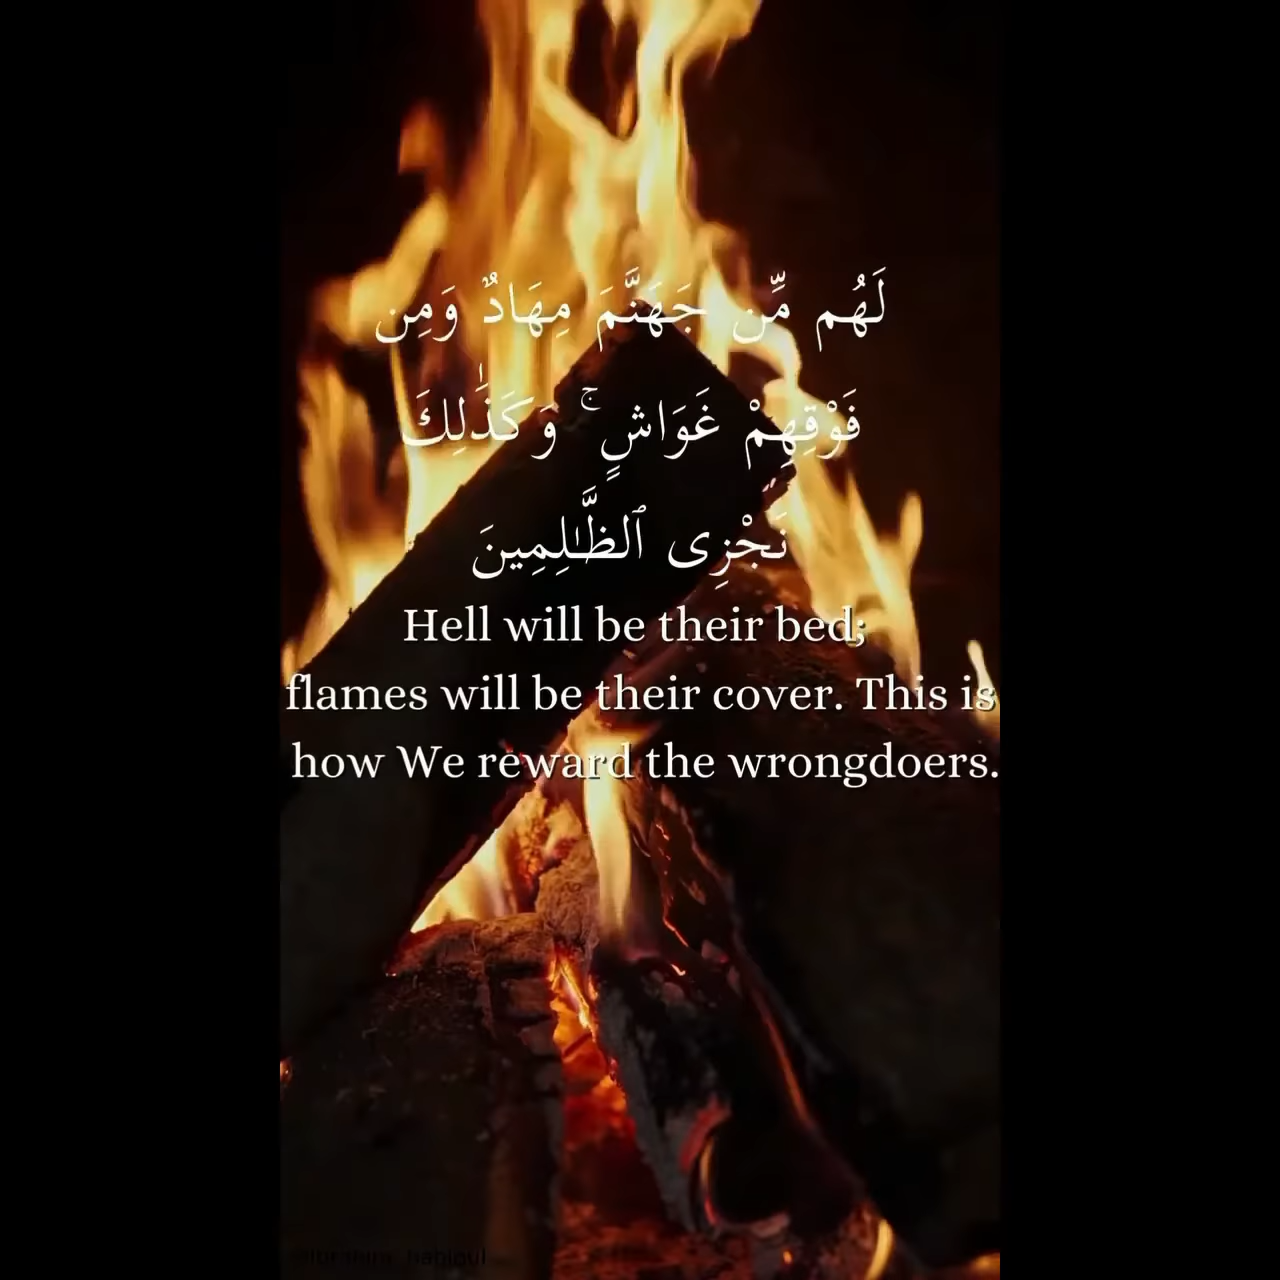 لَهُم مِّن جَهَنَّمَ مِهَادٌ وَمِن
فَوْقِهِمْ غَوَاشٍ ۚ وَكَذَٰلِكَ
نَجْزِى ٱلظَّـٰلِمِينَ
Hell will be their bed;
flames will be their cover. This is
how We reward the wrongdoers.